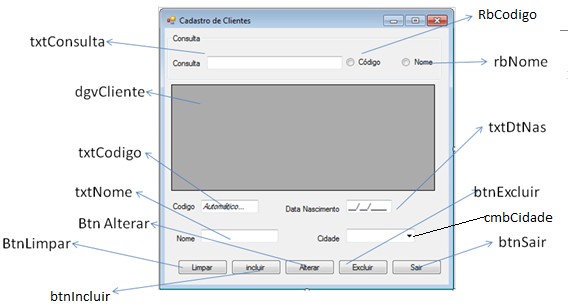 RbCodigo
Cadastro de Clientes
txtConsulta
Consulta
Consulta
Código
Nome
rbNome
dgvCliente
txtDtNas
txtCodigo
txtNome
btnExcluir
Codigo
Automático...
Data Nascimento
__/__/____
Btn Alterar
cmbCidade
BtnLimpar
Nome
Cidade
btnSair
Limpar
incluir
Alterar
Excluir
Sair
btnIncluir